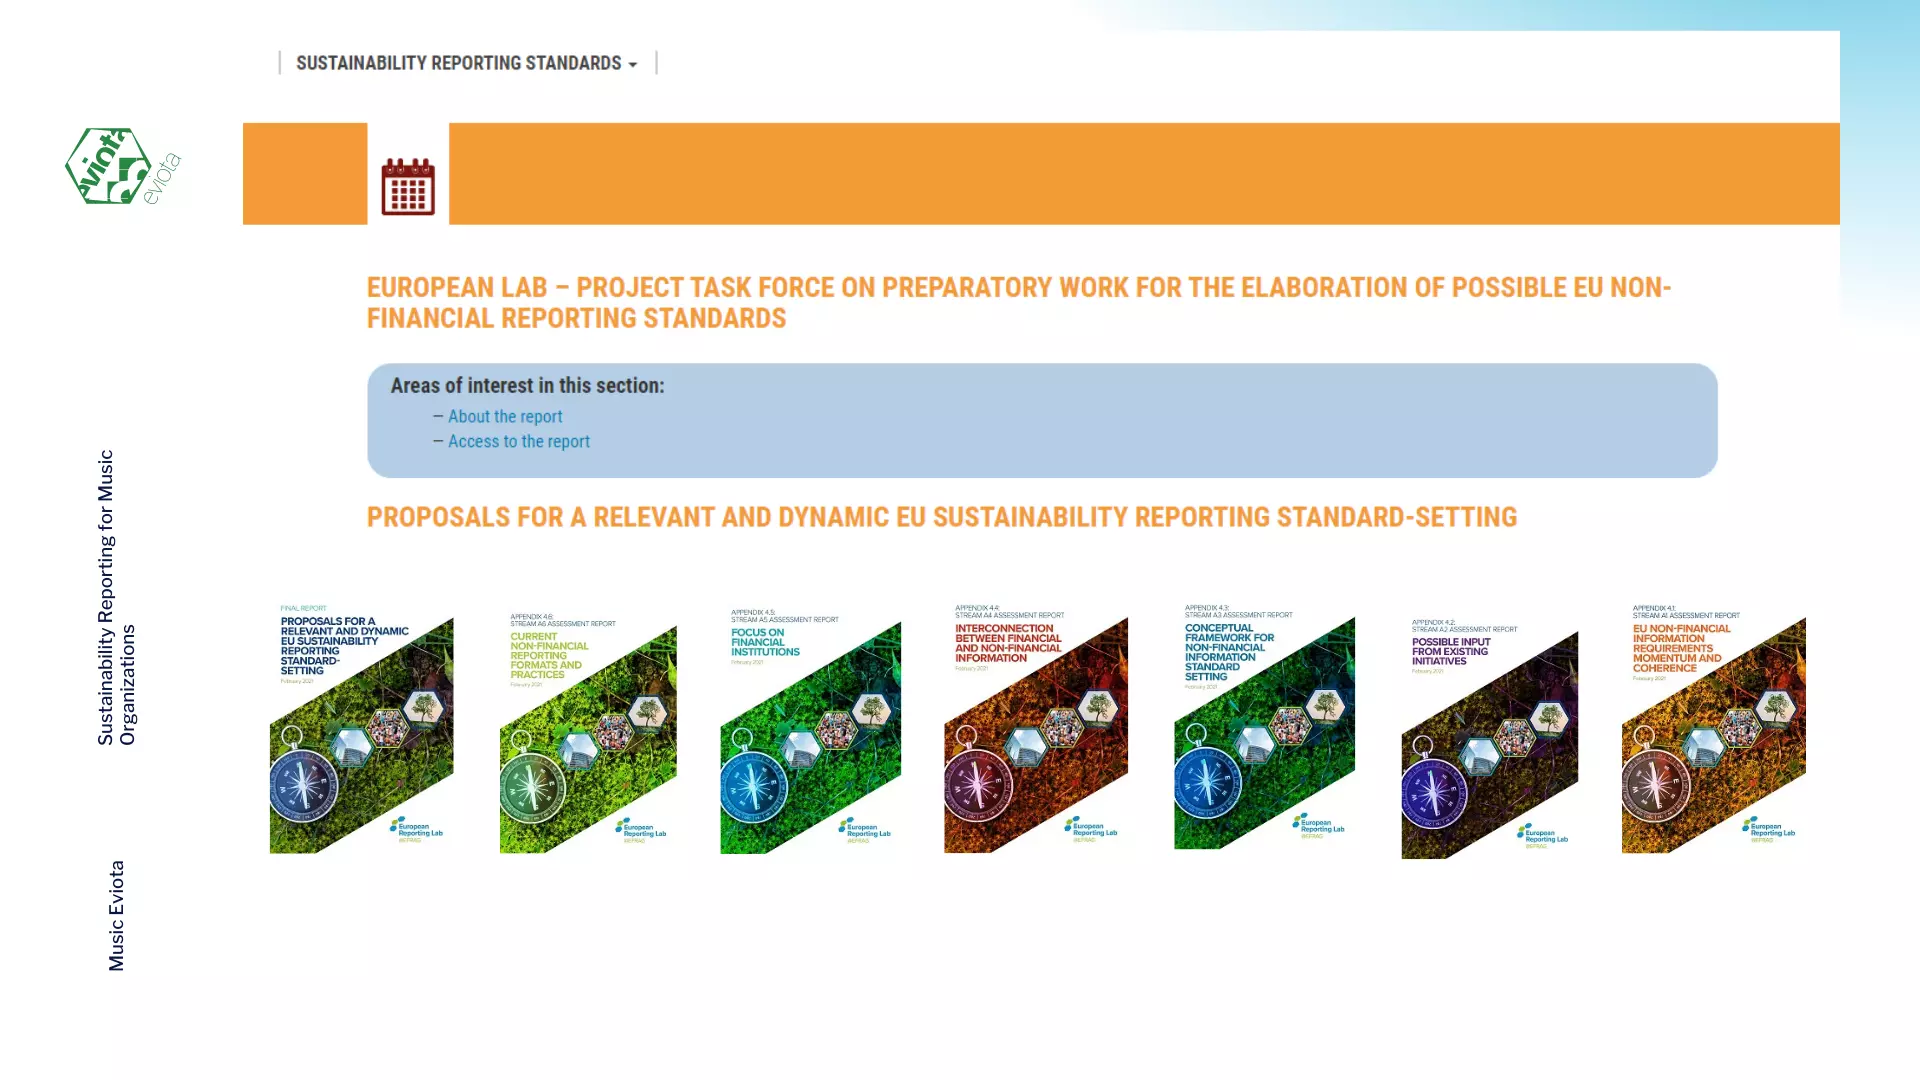 SUSTAINABILITY REPORTING STANDARDS
eviota
eviota
EUROPEAN LAB – PROJECT TASK FORCE ON PREPARATORY WORK FOR THE ELABORATION OF POSSIBLE EU NON-
FINANCIAL REPORTING STANDARDS
Areas of interest in this section:
– About the report
– Access to the report
PROPOSALS FOR A RELEVANT AND DYNAMIC EU SUSTAINABILITY REPORTING STANDARD-SETTING
Sustainability Reporting for Music
Organizations
Music Eviota
FINAL REPORT
PROPOSALS FOR A
RELEVANT AND DYNAMIC
EU SUSTAINABILITY
REPORTING
STANDARD-
SETTING
February 2021
European
Reporting Lab
@EFRAG
APPENDIX 4.6:
STREAM A6 ASSESSMENT REPORT
CURRENT
NON-FINANCIAL
REPORTING
FORMATS AND
PRACTICES
February 2021
European
Reporting Lab
@EFRAG
APPENDIX 4.5:
STREAM A5 ASSESSMENT REPORT
FOCUS ON
FINANCIAL
INSTITUTIONS
February 2021
European
Reporting Lab
@EFRAG
APPENDIX 4.4:
STREAM A4 ASSESSMENT REPORT
INTERCONNECTION
BETWEEN FINANCIAL
AND NON-FINANCIAL
INFORMATION
February 2021
European
Reporting Lab
@EFRAG
APPENDIX 4.3:
STREAM A3 ASSESSMENT REPORT
CONCEPTUAL
FRAMEWORK FOR
NON-FINANCIAL
INFORMATION
STANDARD
SETTING
February 2021
European
Reporting Lab
@EFRAG
APPENDIX 4.2:
STREAM A2 ASSESSMENT REPORT
POSSIBLE INPUT
FROM EXISTING
INITIATIVES
February 2021
European
Reporting Lab
@EFRAG
APPENDIX 4.1:
STREAM A1 ASSESSMENT REPORT
EU NON-FINANCIAL
INFORMATION
REQUIREMENTS
MOMENTUM AND
COHERENCE
February 2021
European
Reporting Lab
@EFRAG